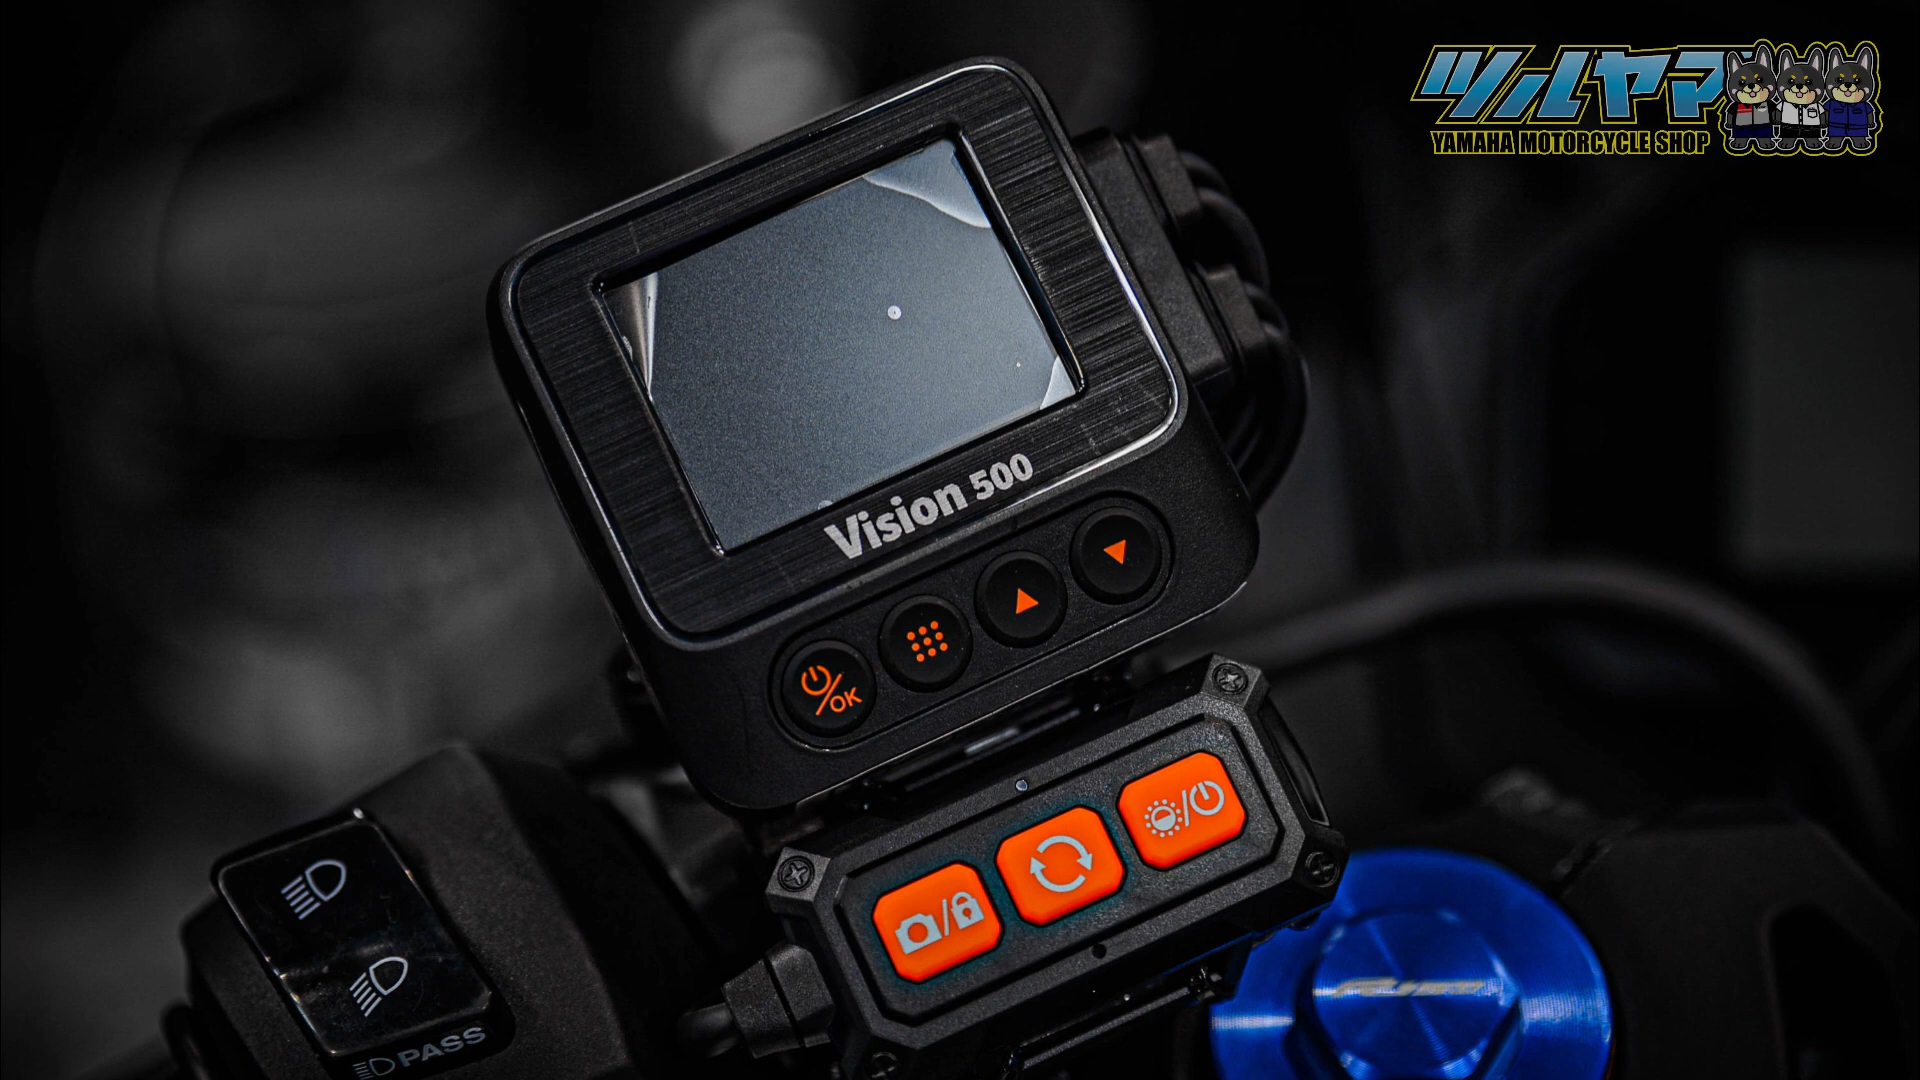 ツルヤマ
YAMAHA MOTORCYCLE SHOP
Vision 500
OK
PASS